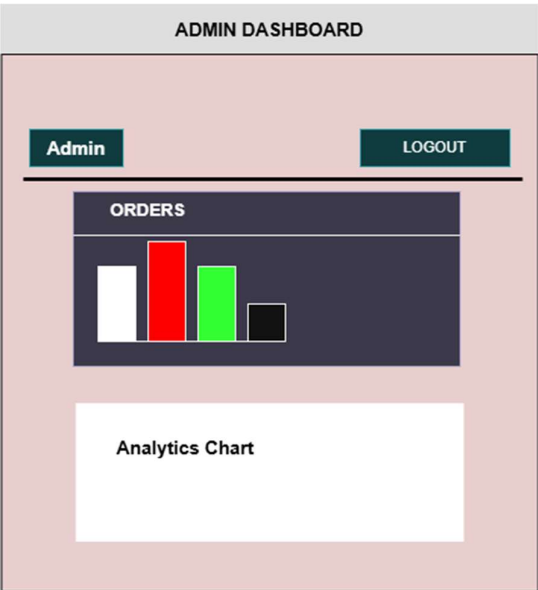 ADMIN DASHBOARD
Admin
LOGOUT
ORDERS
Analytics Chart